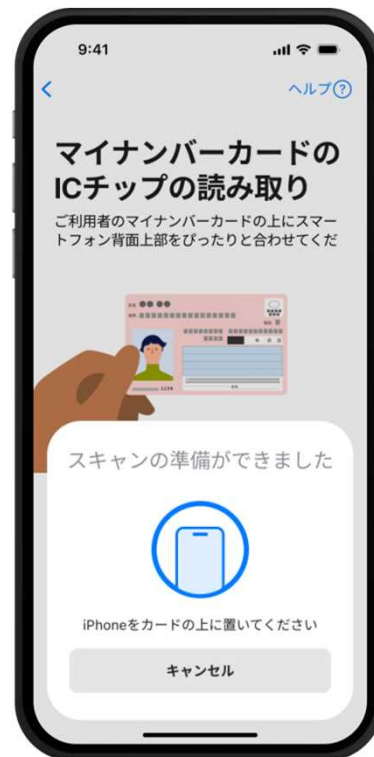 9:41
ヘルプ?
マイナンバーカードの
ICチップの読み取り
ご利用者のマイナンバーカードの上にスマー
トフォン背面上部をぴったりと合わせてくだ
1234
スキャンの準備ができました
iPhoneをカードの上に置いてください
キャンセル